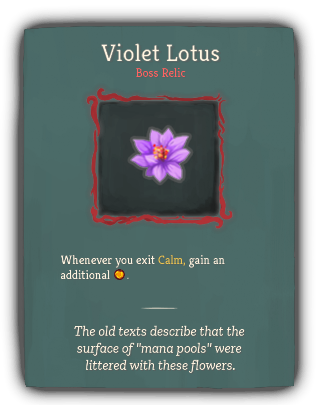 Violet Lotus
Boss Relic
Whenever you exit Calm, gain an
additional .
The old texts describe that the
surface of "mana pools" were
littered with these flowers.